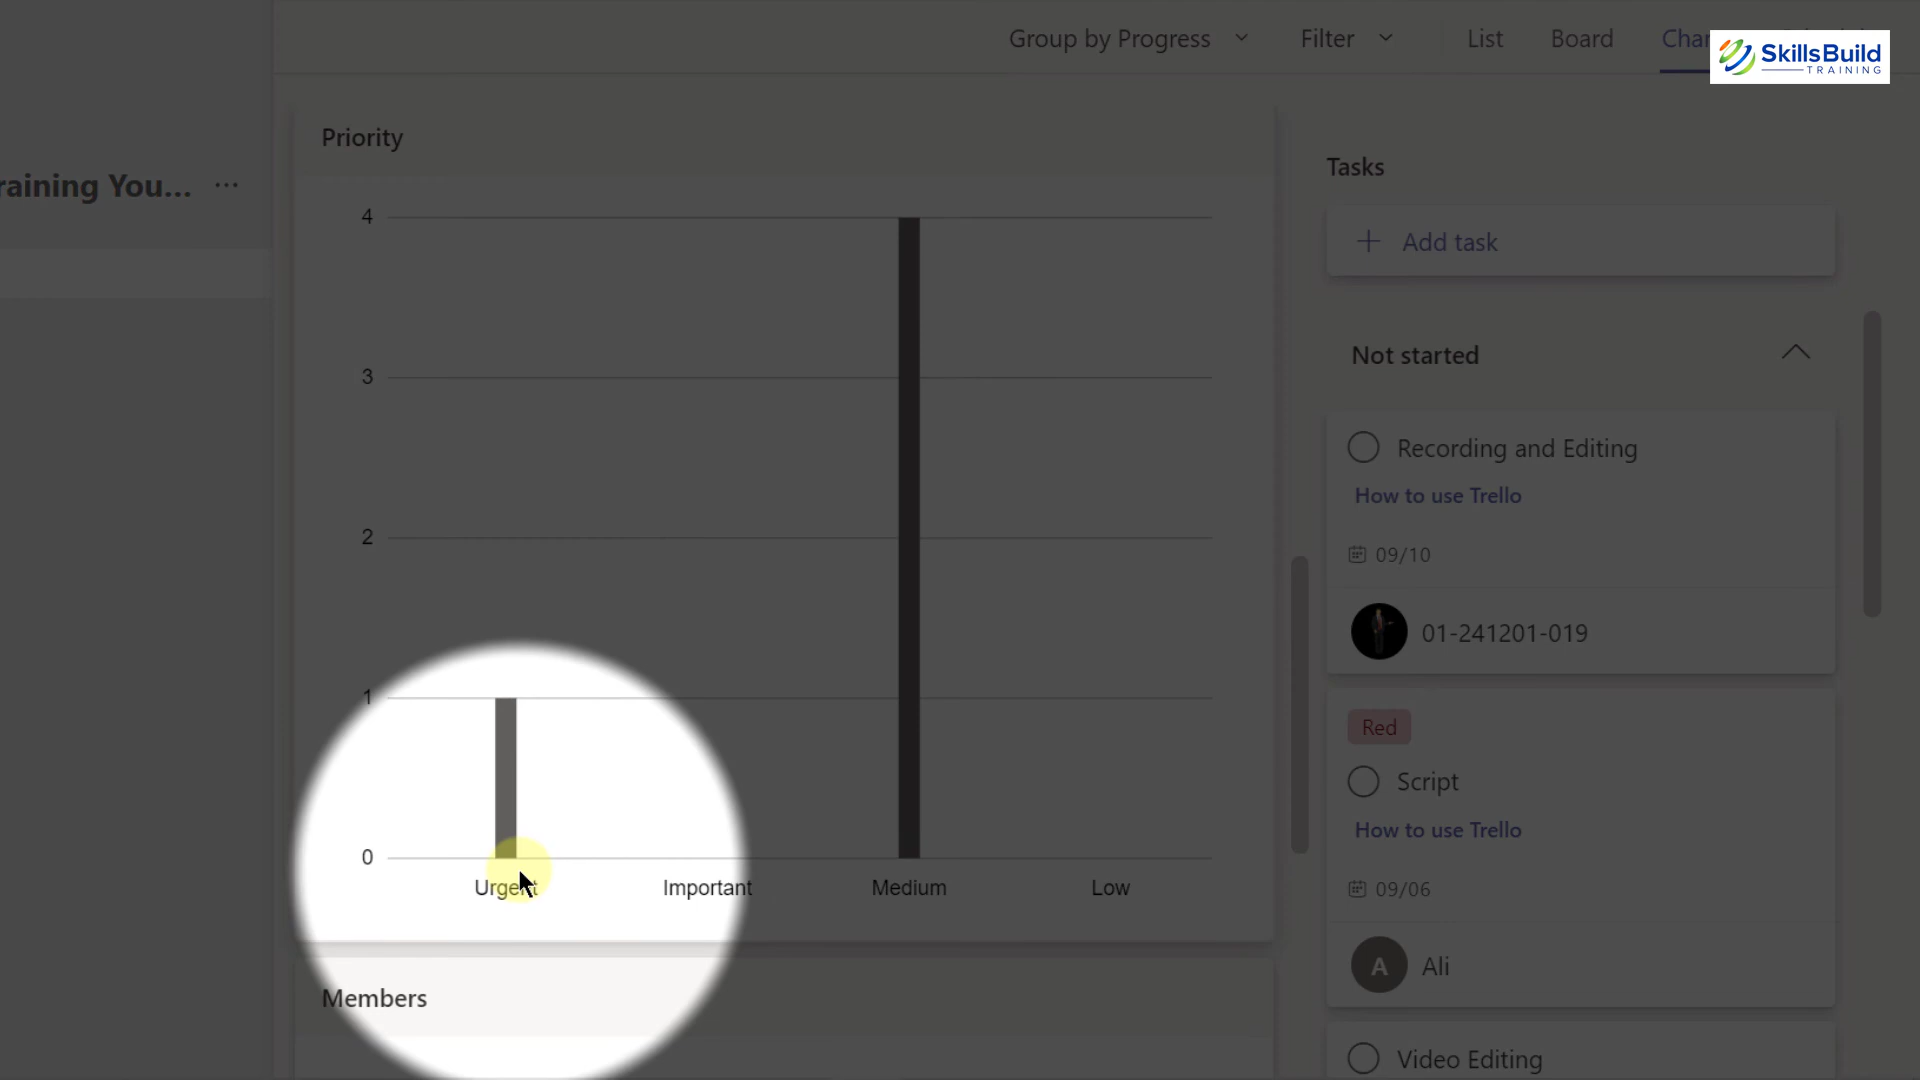 Group by Progress
Filter
List
Board
Char
SkillsBuild
TRAINING
raining You...
Priority
4
3
2
1
0
Urgent
Important
Medium
Low
Members
Tasks
Add task
Not started
Recording and Editing
How to use Trello
09/10
01-241201-019
Red
Script
How to use Trello
09/06
A
Ali
Video Editing